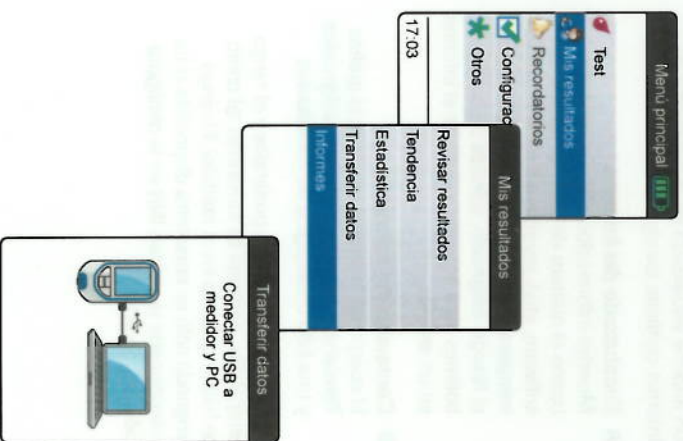 Menú principal
Test
Mis resultados
Recordatorios
Configurac
Otros
17:03
Mis resultados
Revisar resultados
Tendencia
Estadística
Transferir datos
Informes
Transferir datos
Conectar USB a
medidor y PC